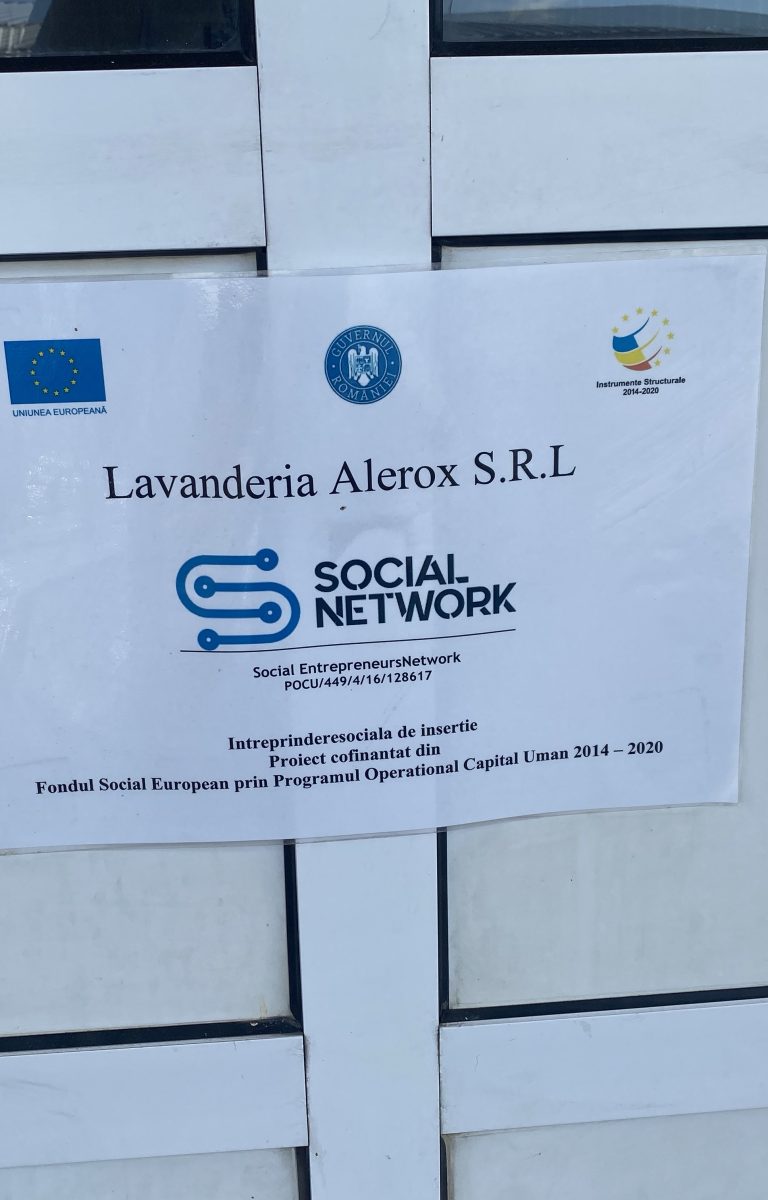 UNIUNEA EUROPEANĂ
GUVERNUL ROMÂNIEI
Instrumente Structurale
2014-2020
Lavanderia Alerox S.R.L
SOCIAL
NETWORK
Social EntrepreneursNetwork
POCU/449/4/16/128617
Intreprinderesociala de insertie
Proiect cofinantat din
Fondul Social European prin Programul Operational Capital Uman 2014 – 2020